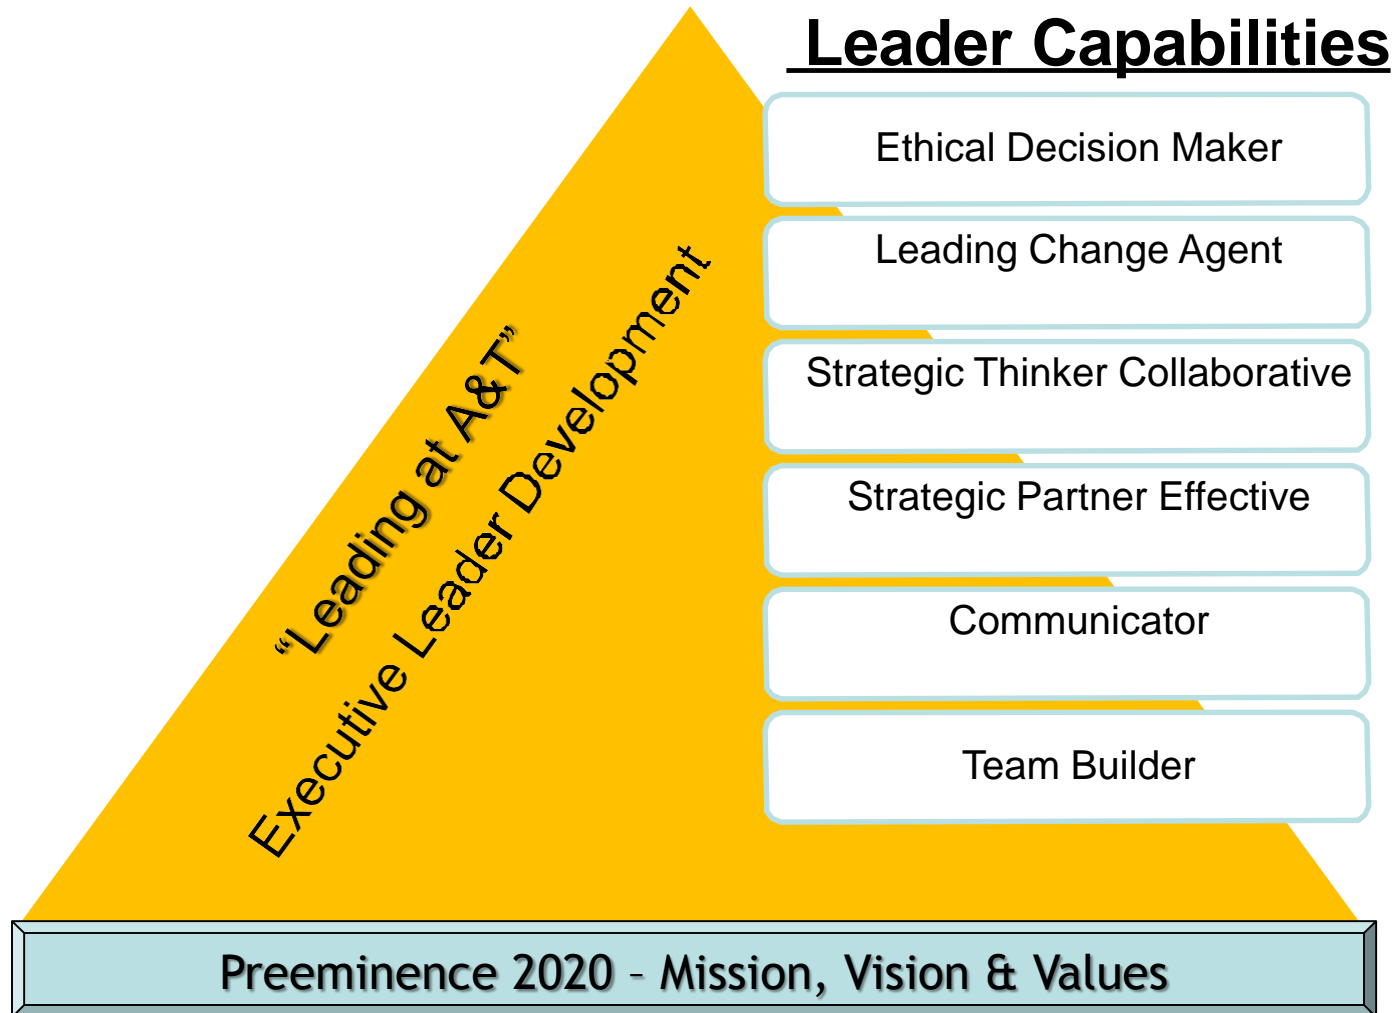 Leader Capabilities
Ethical Decision Maker
Leading Change Agent
Strategic Thinker Collaborative
Strategic Partner Effective
Communicator
Team Builder
“Leading at A&T”
Executive Leader Development
Preeminence 2020 – Mission, Vision & Values